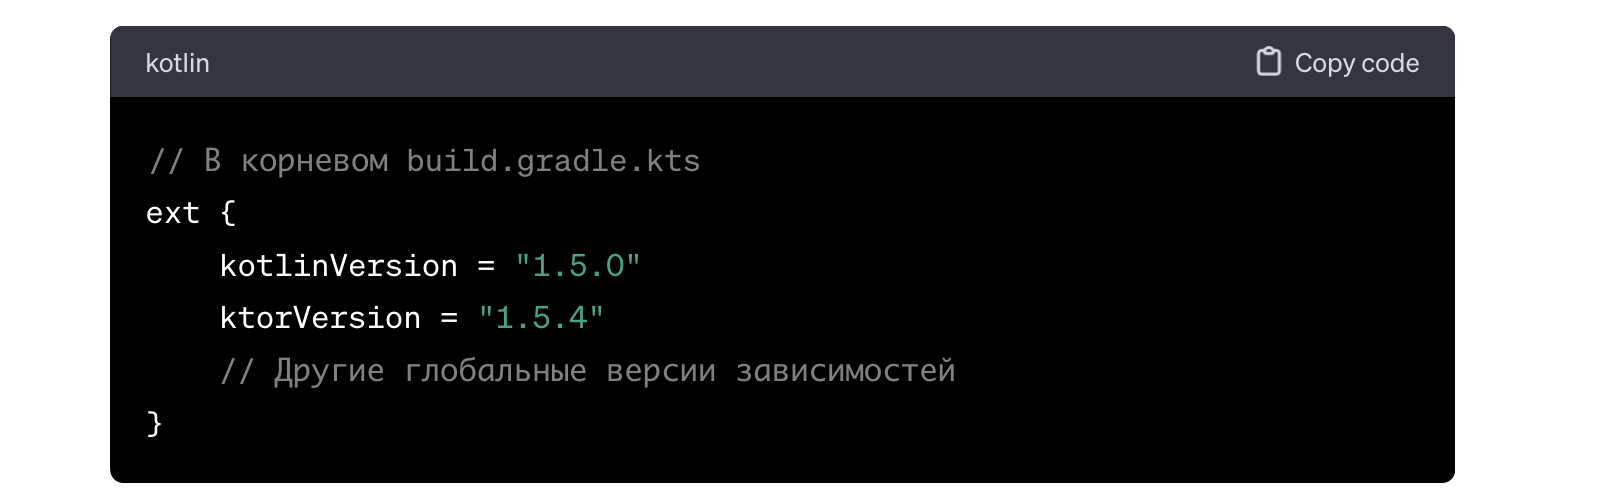 kotlin
Copy code
// В корневом build.gradle.kts
ext {
    kotlinVersion = "1.5.0"
    ktorVersion = "1.5.4"
    // Другие глобальные версии зависимостей
}